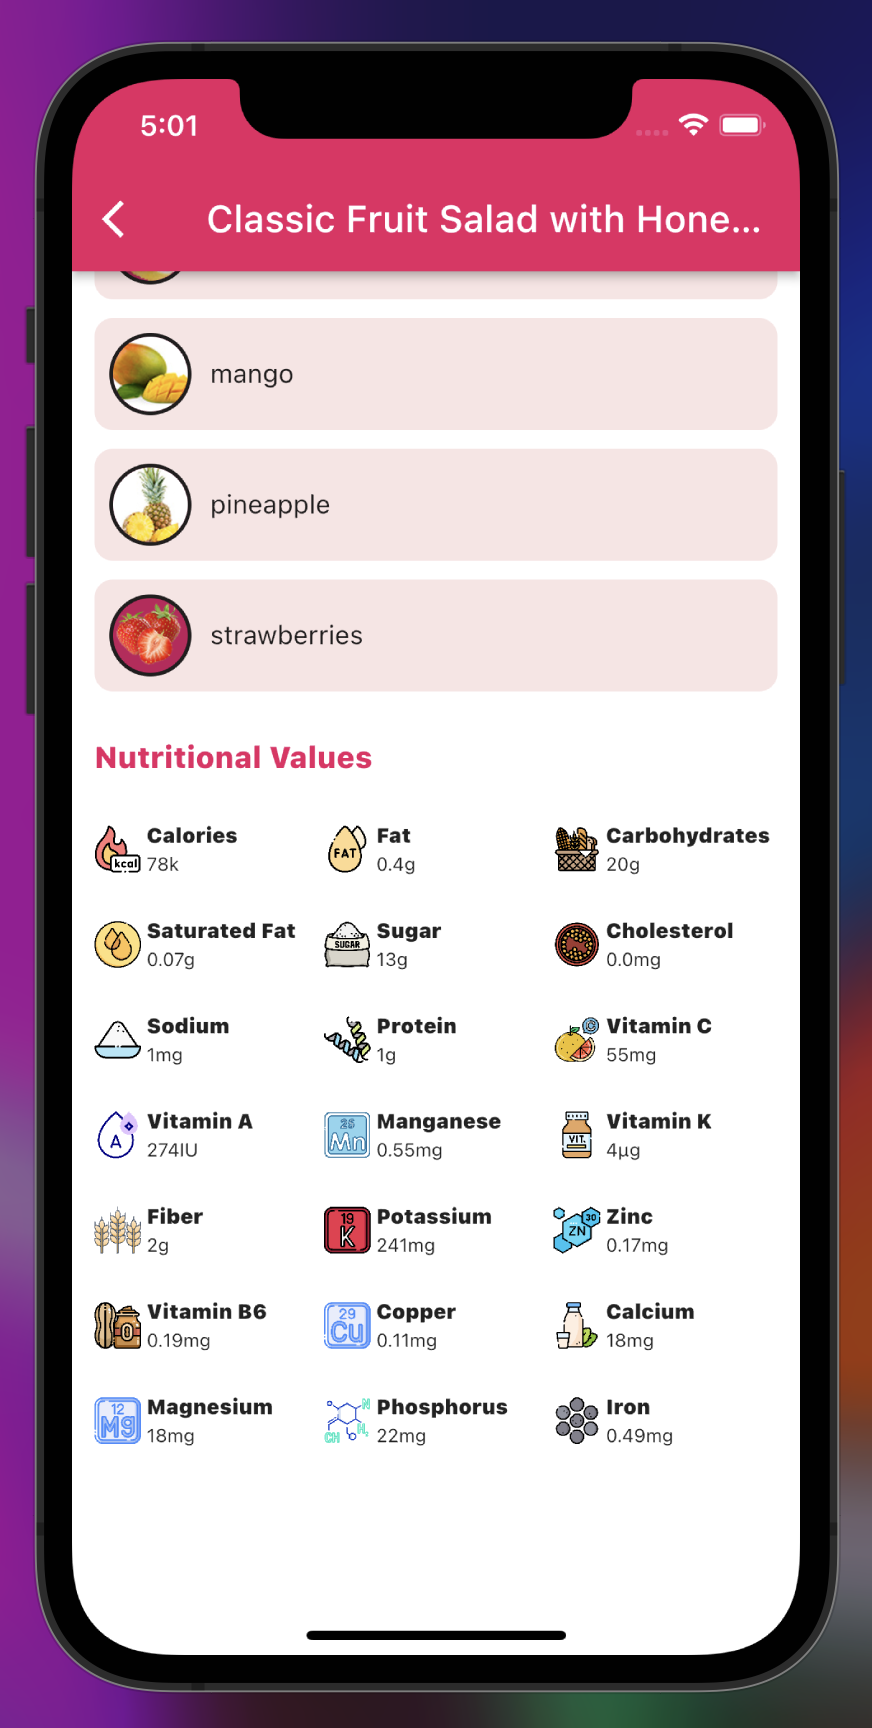 5:01
Classic Fruit Salad with Hone...
mango
pineapple
strawberries
Nutritional Values
Calories
kcal
78k
Fat
FAT
0.4g
Carbohydrates
20g
Saturated Fat
0.07g
Sugar
SUGAR
13g
Cholesterol
0.0mg
Sodium
1mg
Protein
1g
Vitamin C
C
55mg
Vitamin A
A
274IU
Manganese
25
Mn
0.55mg
Vitamin K
VIT.
4µg
Fiber
2g
Potassium
19
K
241mg
Zinc
30
ZN
0.17mg
Vitamin B6
0.19mg
Copper
29
Cu
0.11mg
Calcium
18mg
Magnesium
12
Mg
18mg
Phosphorus
N
CH
H
22mg
Iron
0.49mg